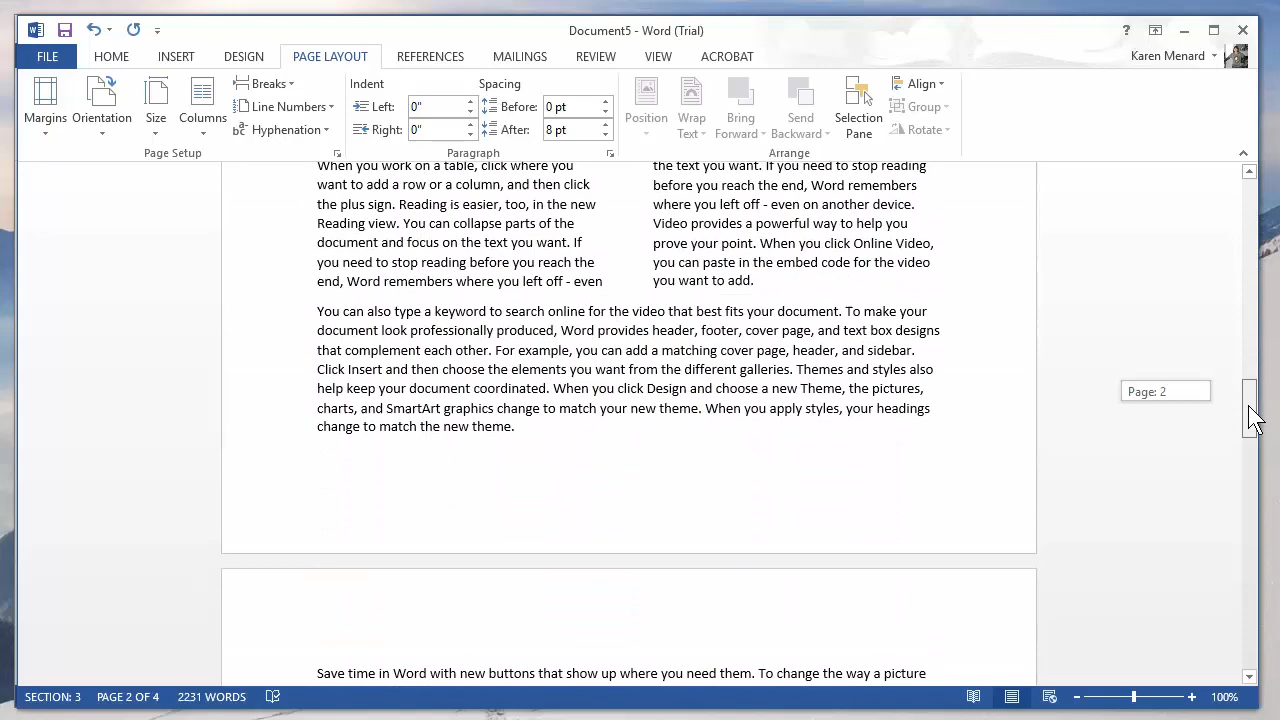 Document5 - Word (Trial)
?
FILE HOME INSERT DESIGN PAGE LAYOUT REFERENCES MAILINGS REVIEW VIEW ACROBAT Karen Menard
Breaks Indent Spacing Align
Line Numbers Left: 0" Before: 0 pt Group
Margins Orientation Size Columns Position Wrap Bring Send Selection
Hyphenation Right: 0" After: 8 pt Text Forward Backward Pane Rotate
Page Setup Paragraph Arrange
When you work on a table, click where you
want to add a row or a column, and then click
the plus sign. Reading is easier, too, in the new
Reading view. You can collapse parts of the
document and focus on the text you want. If
you need to stop reading before you reach the
end, Word remembers where you left off - even
the text you want. If you need to stop reading
before you reach the end, Word remembers
where you left off - even on another device.
Video provides a powerful way to help you
prove your point. When you click Online Video,
you can paste in the embed code for the video
you want to add.
You can also type a keyword to search online for the video that best fits your document. To make your
document look professionally produced, Word provides header, footer, cover page, and text box designs
that complement each other. For example, you can add a matching cover page, header, and sidebar.
Click Insert and then choose the elements you want from the different galleries. Themes and styles also
help keep your document coordinated. When you click Design and choose a new Theme, the pictures,
charts, and SmartArt graphics change to match your new theme. When you apply styles, your headings
change to match the new theme.
Page: 2
Save time in Word with new buttons that show up where you need them. To change the way a picture
SECTION: 3 PAGE 2 OF 4 2231 WORDS 100%